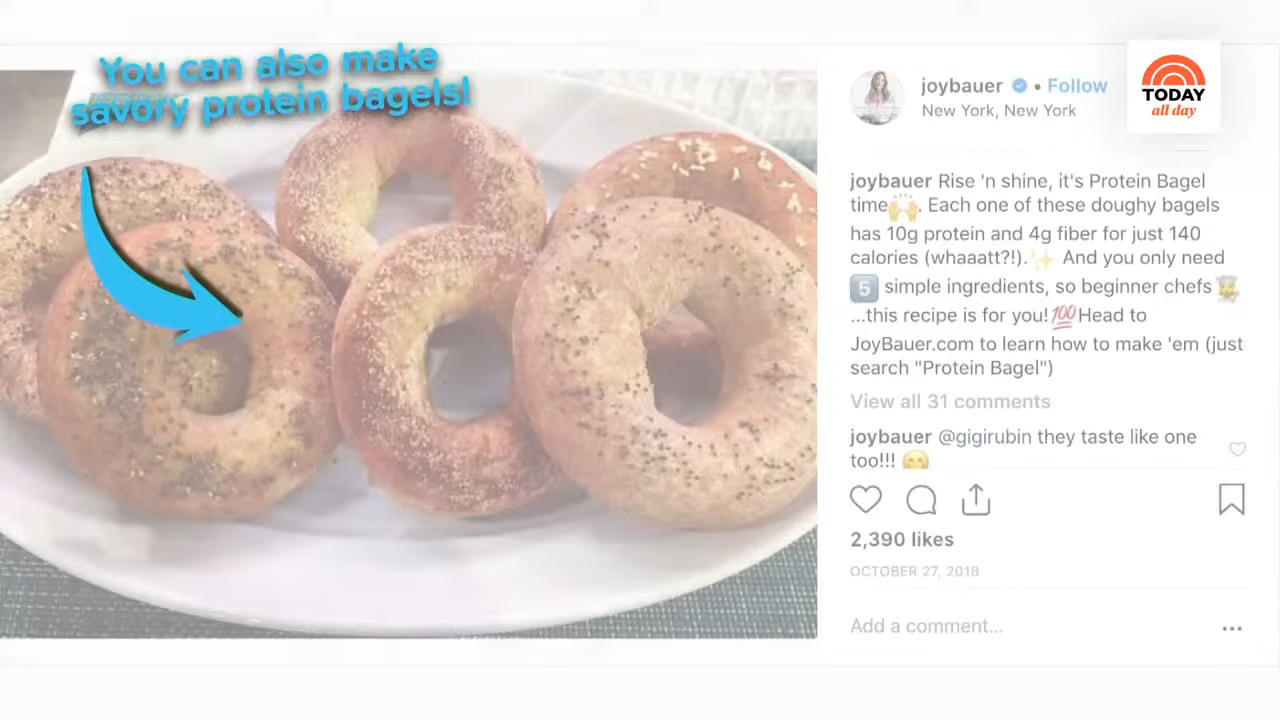 You can also make
savory protein bagels!
joybauer • Follow
New York, New York
TODAY
all day
joybauer Rise 'n shine, it's Protein Bagel
time🙌. Each one of these doughy bagels
has 10g protein and 4g fiber for just 140
calories (whaaatt?!).✨ And you only need
5️⃣ simple ingredients, so beginner chefs👩‍🍳
...this recipe is for you!💯Head to
JoyBauer.com to learn how to make 'em (just
search "Protein Bagel")
View all 31 comments
joybauer @gigirubin they taste like one
too!!! 😊
2,390 likes
OCTOBER 27, 2018
Add a comment...